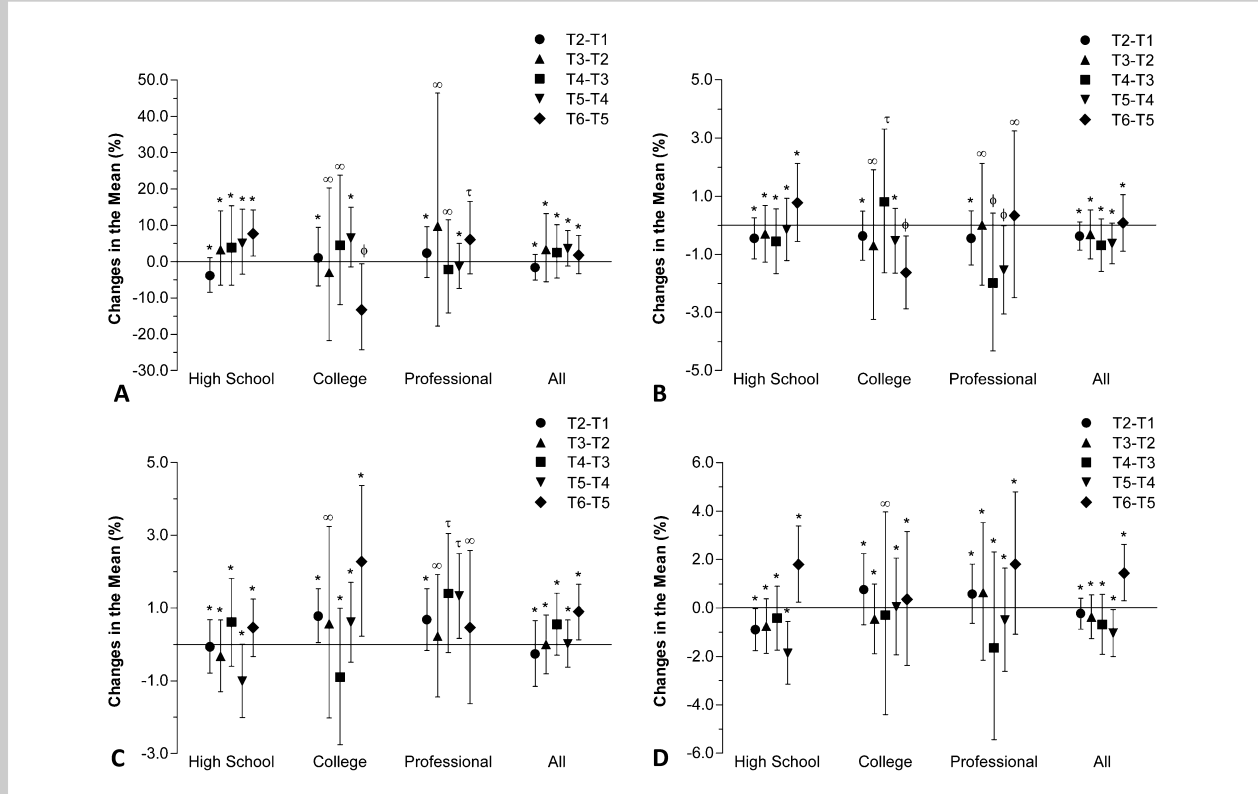 T2-T1
T3-T2
T4-T3
T5-T4
T6-T5
Changes in the Mean (%)
50.0
40.0
30.0
20.0
10.0
0.0
-10.0
-20.0
-30.0
∞ ∞ ∞ ∞
* * * * * * * * * *
τ ϕ
* * * * *
High School College Professional All
A
T2-T1
T3-T2
T4-T3
T5-T4
T6-T5
Changes in the Mean (%)
5.0
3.0
1.0
-1.0
-3.0
-5.0
* * * * *
* ∞ τ * ϕ
* ∞ ϕ ϕ ∞
* * * * *
High School College Professional All
B
T2-T1
T3-T2
T4-T3
T5-T4
T6-T5
Changes in the Mean (%)
5.0
3.0
1.0
-1.0
-3.0
* * * * *
* ∞ * * *
* ∞ τ τ ∞
* * * * *
High School College Professional All
C
T2-T1
T3-T2
T4-T3
T5-T4
T6-T5
Changes in the Mean (%)
6.0
4.0
2.0
0.0
-2.0
-4.0
-6.0
* * * * *
* * ∞ * *
* * * * *
* * * * *
High School College Professional All
D